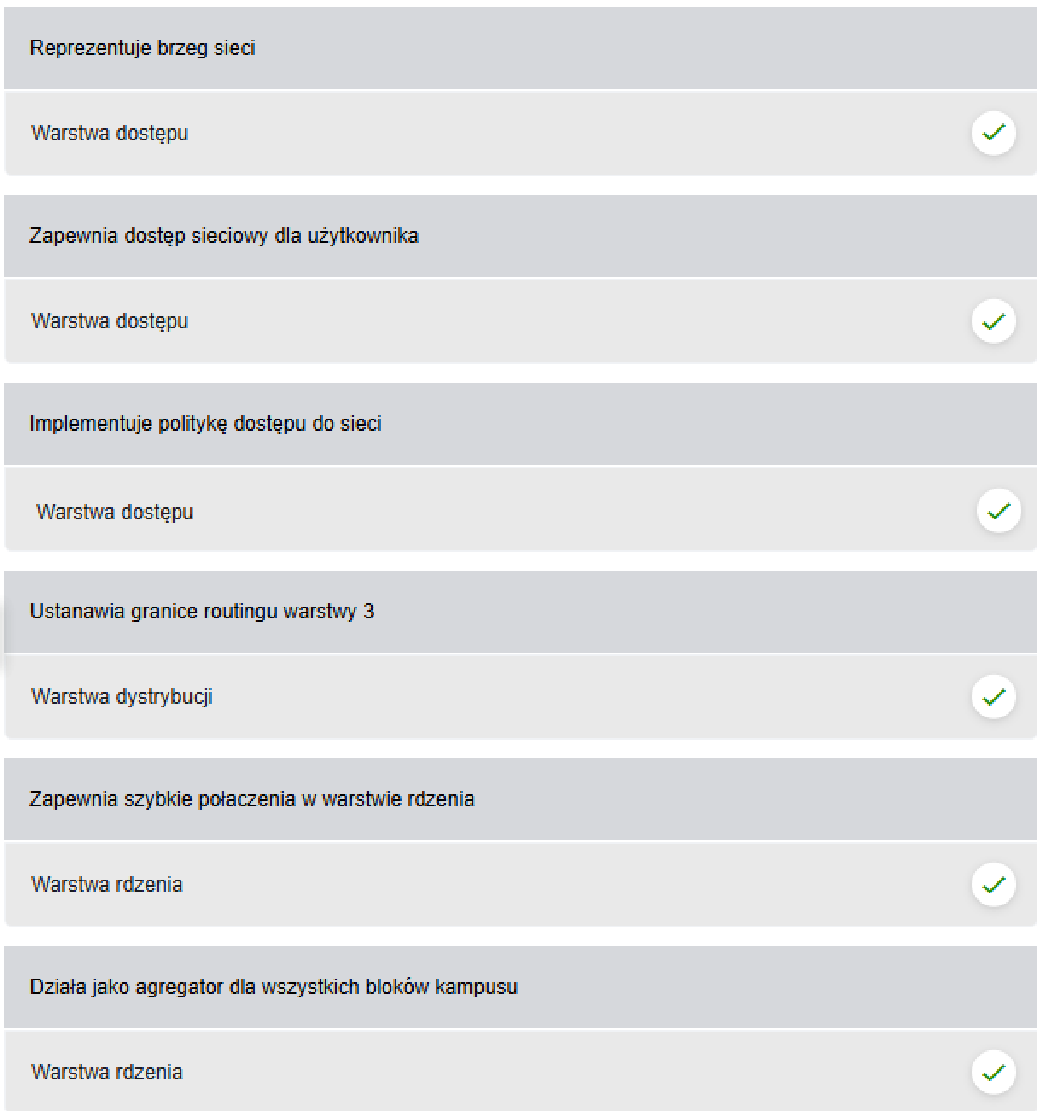 Reprezentuje brzeg sieci
Warstwa dostępu
Zapewnia dostęp sieciowy dla użytkownika
Warstwa dostępu
Implementuje politykę dostępu do sieci
Warstwa dostępu
Ustanawia granice routingu warstwy 3
Warstwa dystrybucji
Zapewnia szybkie połaczenia w warstwie rdzenia
Warstwa rdzenia
Działa jako agregator dla wszystkich bloków kampusu
Warstwa rdzenia